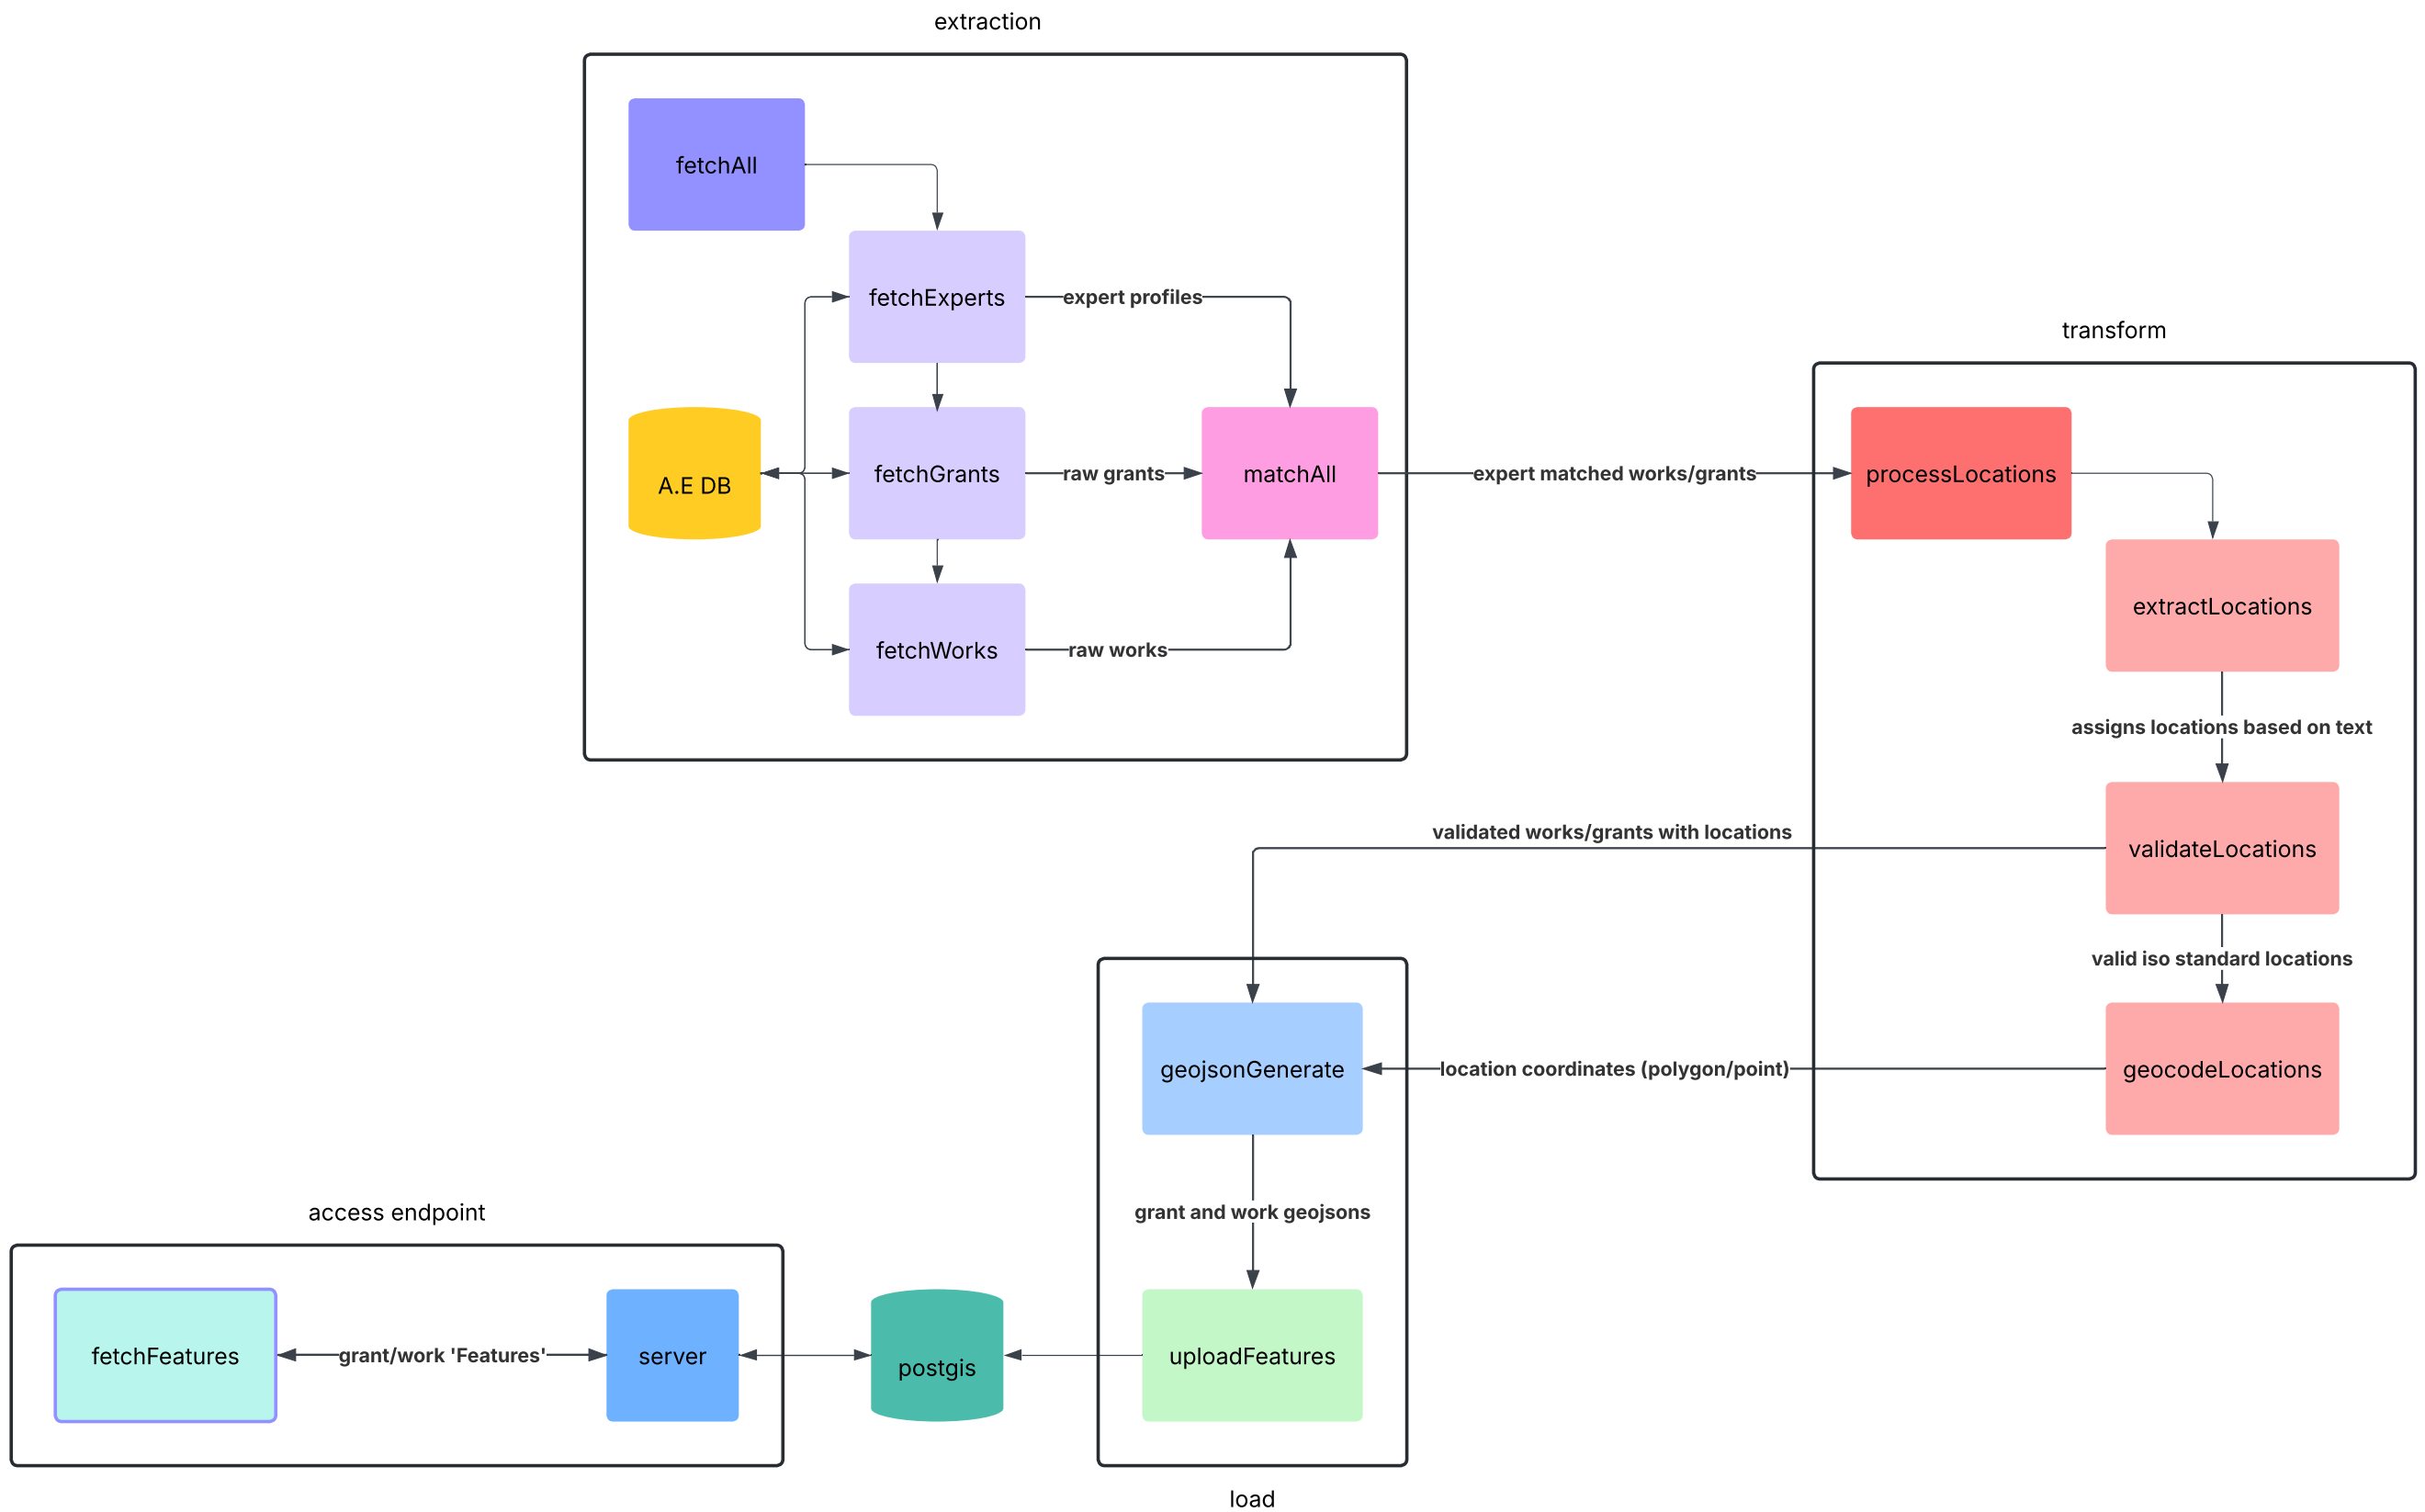 extraction
fetchAll
fetchExperts
expert profiles
transform
A.E DB
fetchGrants
raw grants
matchAll
expert matched works/grants
processLocations
extractLocations
fetchWorks
raw works
assigns locations based on text
validated works/grants with locations
validateLocations
valid iso standard locations
geojsonGenerate
location coordinates (polygon/point)
geocodeLocations
access endpoint
grant and work geojsons
fetchFeatures
grant/work 'Features'
server
postgis
uploadFeatures
load